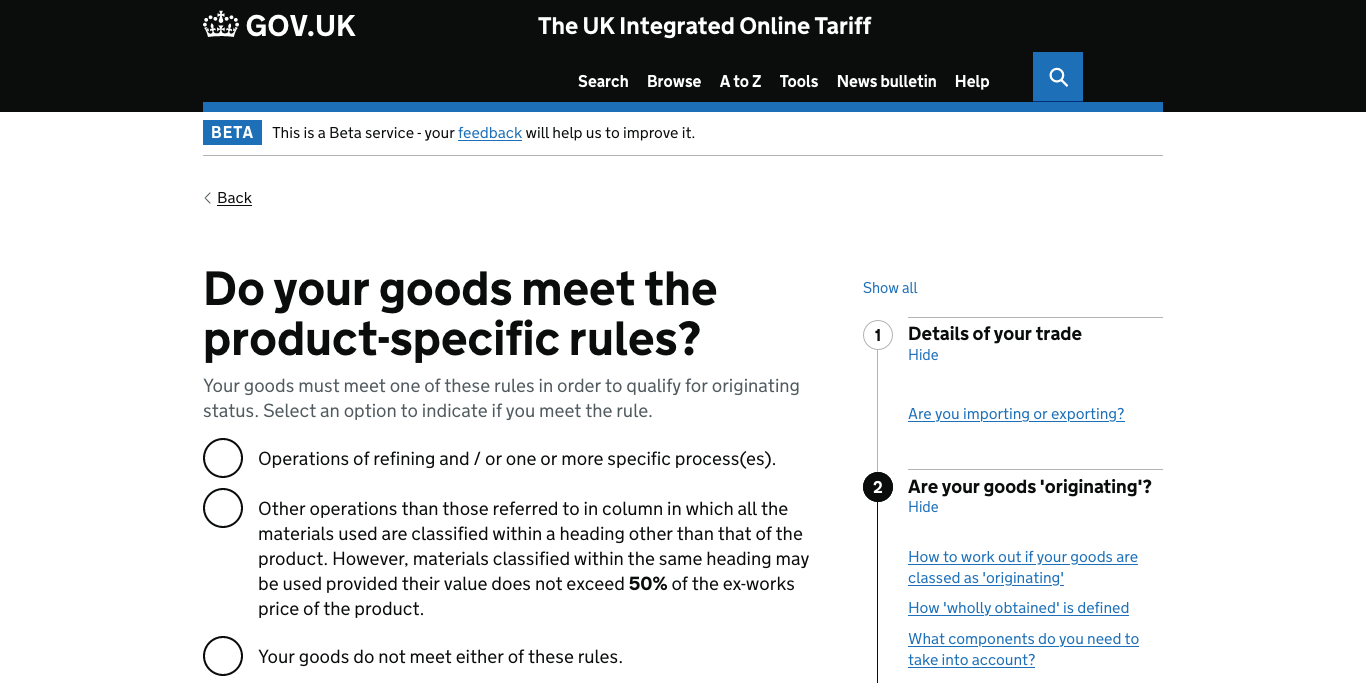 GOV.UK
The UK Integrated Online Tariff
Search Browse A to Z Tools News bulletin Help
BETA This is a Beta service - your feedback will help us to improve it.
Back
Do your goods meet the
product-specific rules?
Your goods must meet one of these rules in order to qualify for originating
status. Select an option to indicate if you meet the rule.
Operations of refining and / or one or more specific process(es).
Other operations than those referred to in column in which all the
materials used are classified within a heading other than that of the
product. However, materials classified within the same heading may
be used provided their value does not exceed 50% of the ex-works
price of the product.
Your goods do not meet either of these rules.
Show all
1 Details of your trade
Hide
Are you importing or exporting?
2 Are your goods 'originating'?
Hide
How to work out if your goods are
classed as 'originating'
How 'wholly obtained' is defined
What components do you need to
take into account?